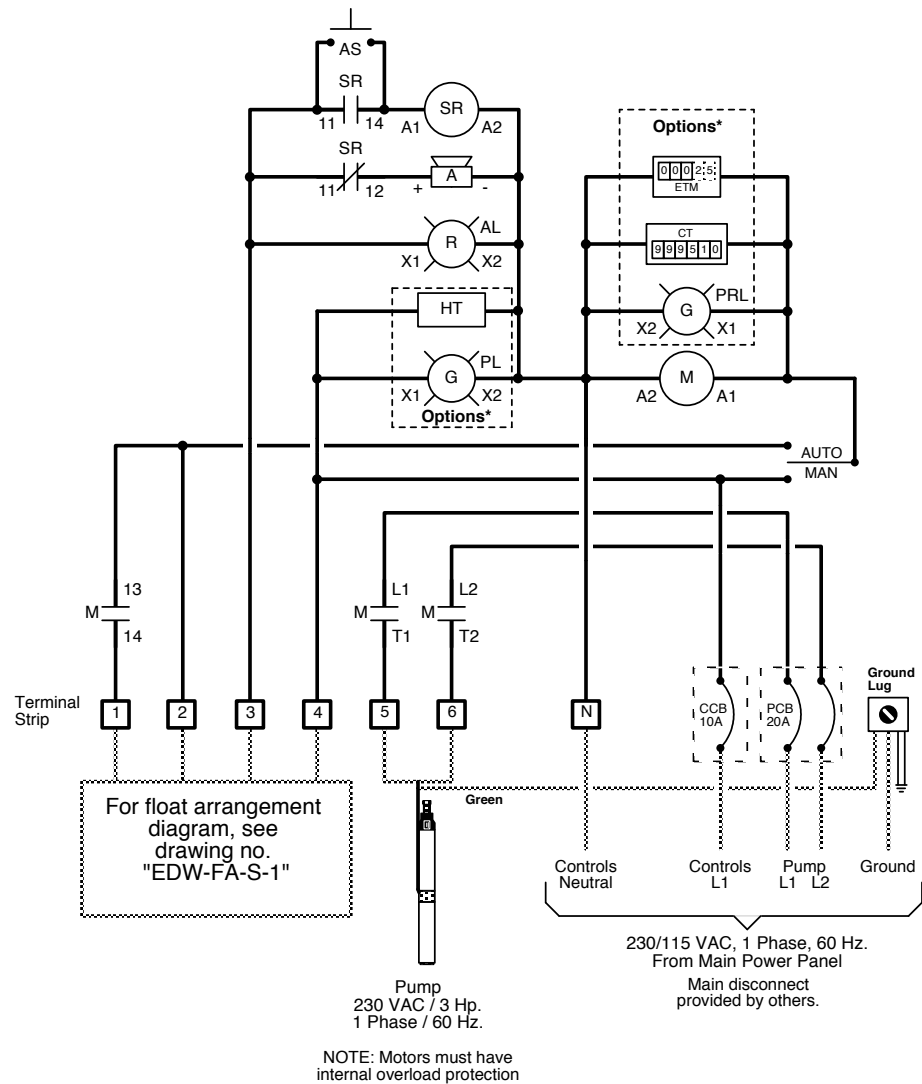 AS
SR
11 14
SR
A1 A2
SR
11 12
A
+ -
R
AL
X1 X2
HT
G
PL
X1 X2
Options*
Options*
0 0 0 2 5
ETM
CT
9 9 9 5 1 0
G
PRL
X2 X1
M
A2 A1
AUTO
MAN
13
M
14
L1
M
T1
L2
M
T2
Terminal
Strip
1 2 3 4 5 6 N
CCB
10A
PCB
20A
Ground
Lug
For float arrangement
diagram, see
drawing no.
"EDW-FA-S-1"
Green
Controls
Neutral
Controls
L1
Pump
L1 L2
Ground
230/115 VAC, 1 Phase, 60 Hz.
From Main Power Panel
Main disconnect
provided by others.
Pump
230 VAC / 3 Hp.
1 Phase / 60 Hz.
NOTE: Motors must have
internal overload protection